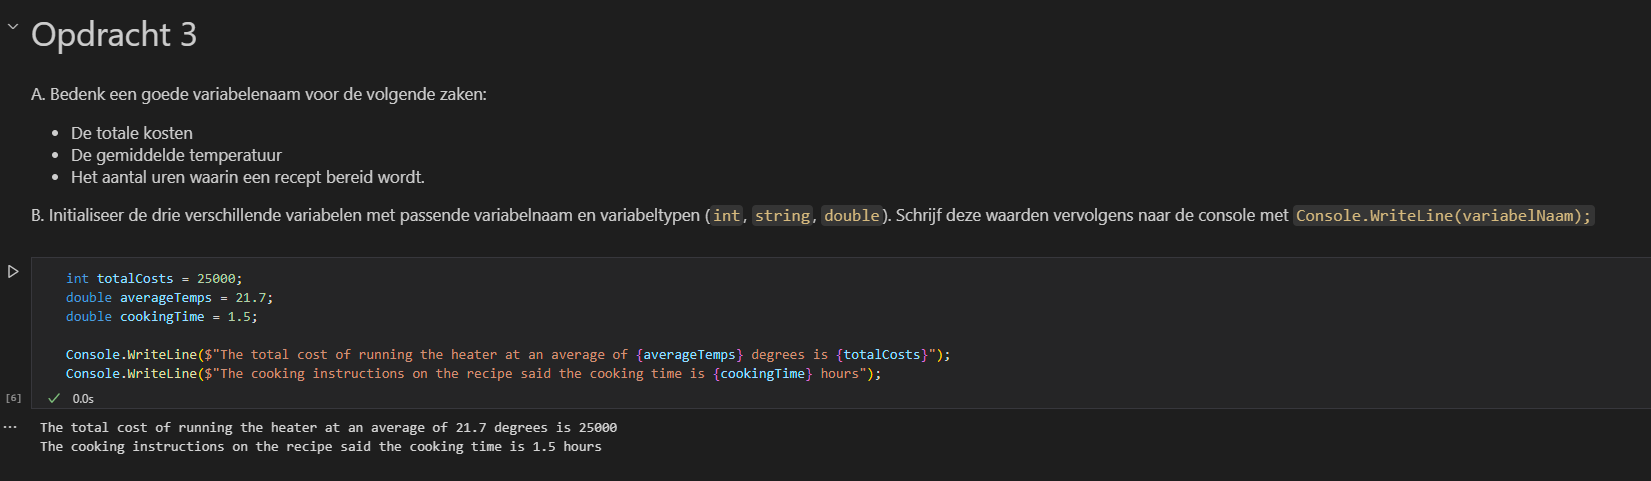 Opdracht 3
A. Bedenk een goede variabelenaam voor de volgende zaken:
• De totale kosten
• De gemiddelde temperatuur
• Het aantal uren waarin een recept bereid wordt.
B. Initialiseer de drie verschillende variabelen met passende variabelnaam en variabeltypen (int, string, double). Schrijf deze waarden vervolgens naar de console met Console.WriteLine(variabelNaam);
int totalCosts = 25000;
double averageTemps = 21.7;
double cookingTime = 1.5;
Console.WriteLine($"The total cost of running the heater at an average of {averageTemps} degrees is {totalCosts}");
Console.WriteLine($"The cooking instructions on the recipe said the cooking time is {cookingTime} hours");
[6] ✓ 0.0s
... The total cost of running the heater at an average of 21.7 degrees is 25000
The cooking instructions on the recipe said the cooking time is 1.5 hours